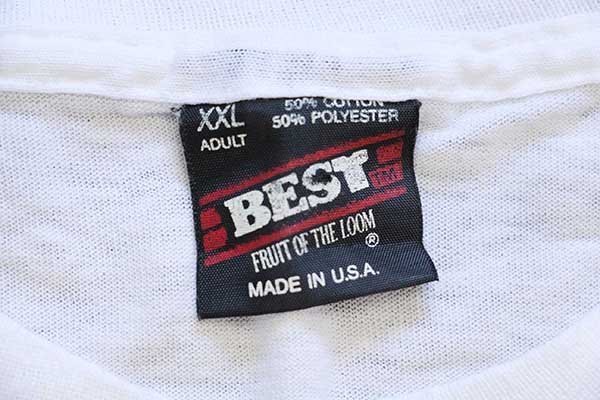 XXL
ADULT
50% COTTON
50% POLYESTER
BEST
FRUIT OF THE LOOM ®
MADE IN U.S.A.